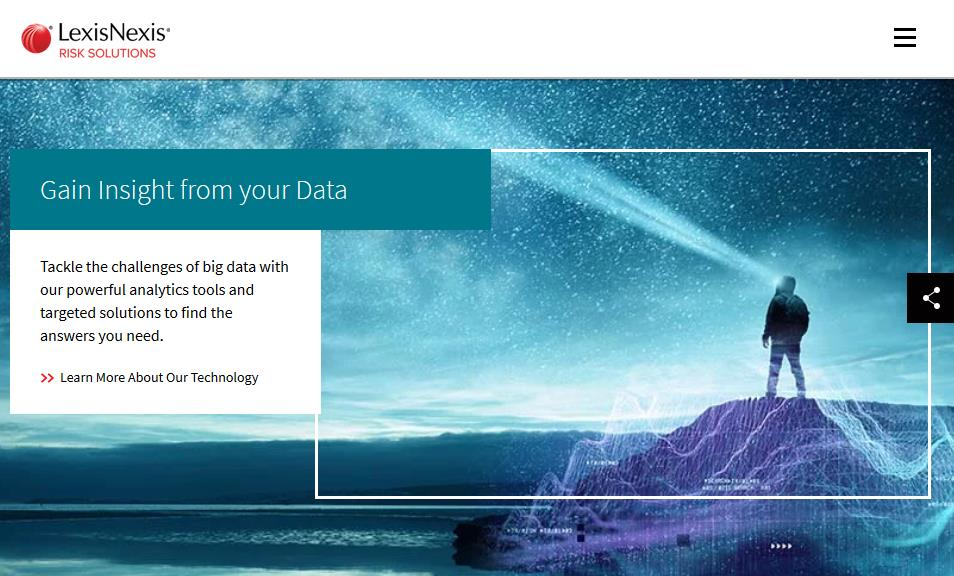 LexisNexis®
RISK SOLUTIONS
Gain Insight from your Data
Tackle the challenges of big data with
our powerful analytics tools and
targeted solutions to find the
answers you need.
Learn More About Our Technology